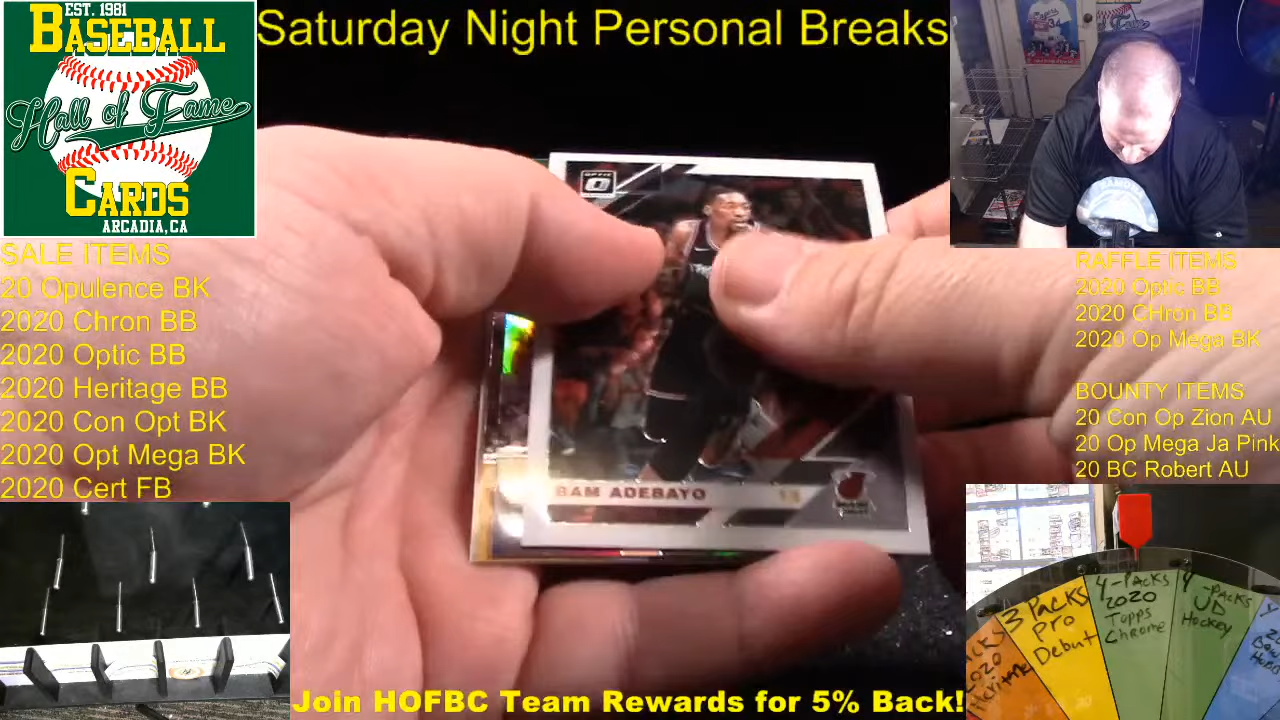 EST. 1981
BASEBALL
Hall of Fame
CARDS
ARCADIA, CA
Saturday Night Personal Breaks
SALE ITEMS
20 Opulence BK
2020 Chron BB
2020 Optic BB
2020 Heritage BB
2020 Con Opt BK
2020 Opt Mega BK
2020 Cert FB
OPTIC
BAM ADEBAYO
RAFFLE ITEMS
2020 Optic BB
2020 CHron BB
2020 Op Mega BK
BOUNTY ITEMS
20 Con Op Zion AU
20 Op Mega Ja Pink
20 BC Robert AU
34
3 PACKS
PRO
Debut
4-PACKS
2020
TOPPS
CHROME
4-PACKS
UD
Hockey
2020
Join HOFBC Team Rewards for 5% Back!